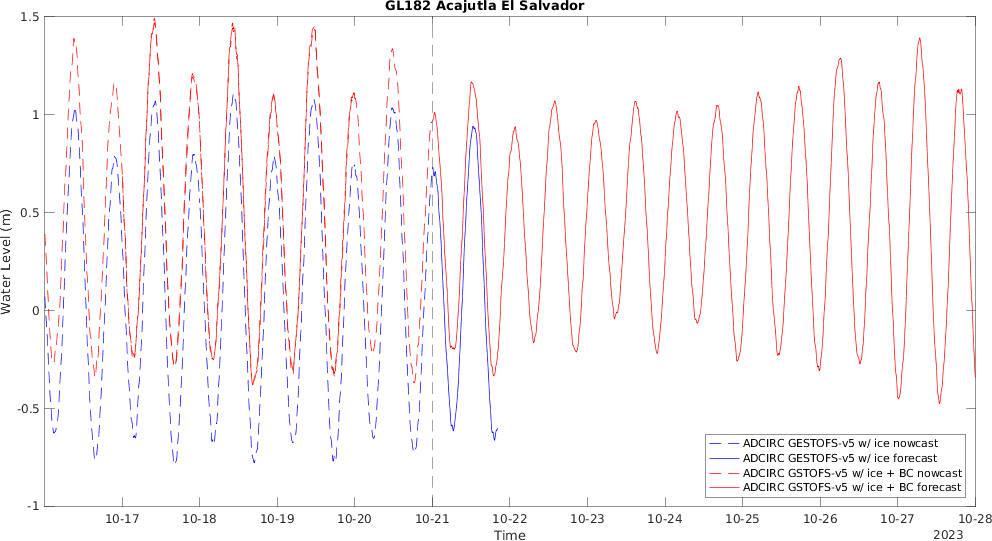 GL182 Acajutla El Salvador
Water Level (m)
1.5
1
0.5
0
-0.5
-1
10-17 10-18 10-19 10-20 10-21 10-22 10-23 10-24 10-25 10-26 10-27 10-28
Time
2023
ADCIRC GESTOFS-v5 w/ ice nowcast
ADCIRC GESTOFS-v5 w/ ice forecast
ADCIRC GSTOFS-v5 w/ ice + BC nowcast
ADCIRC GSTOFS-v5 w/ ice + BC forecast